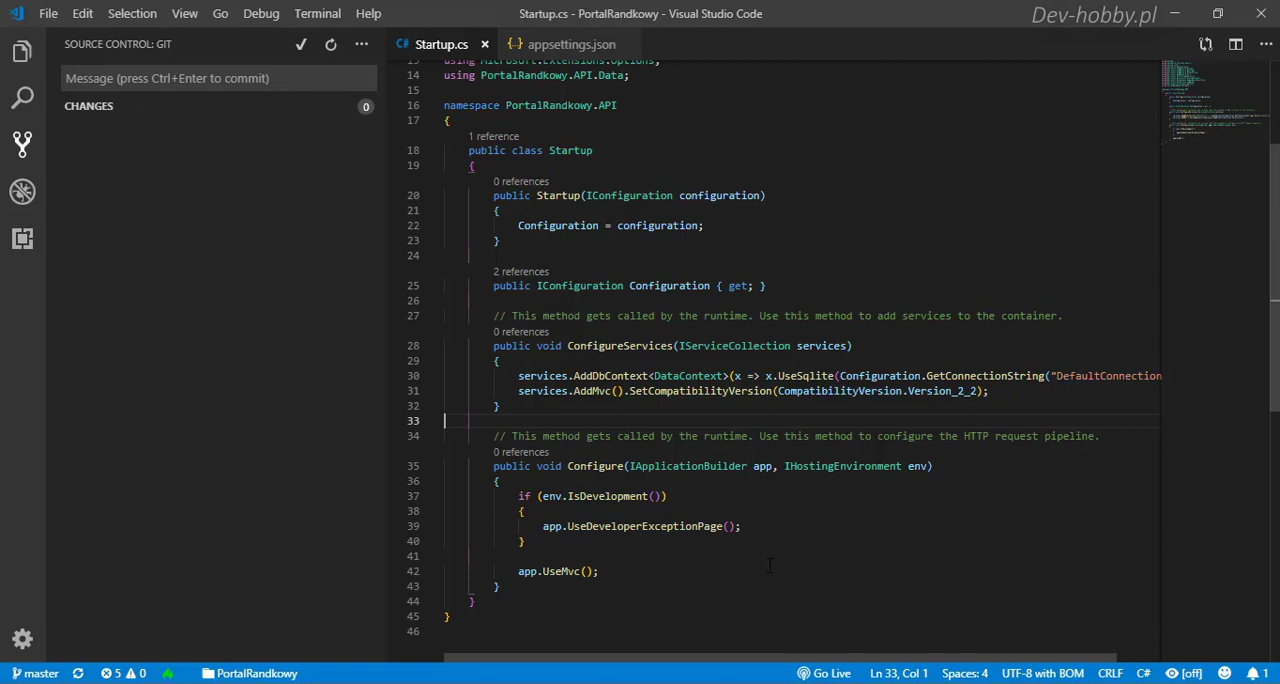 File Edit Selection View Go Debug Terminal Help
Startup.cs - PortalRandkowy - Visual Studio Code
Dev-hobby.pl
SOURCE CONTROL: GIT
Message (press Ctrl+Enter to commit)
CHANGES 0
C# Startup.cs
{} appsettings.json
using Microsoft.Extensions.Options;
14 using PortalRandkowy.API.Data;
15
16 namespace PortalRandkowy.API
17 {
1 reference
18 public class Startup
19 {
0 references
20 public Startup(IConfiguration configuration)
21 {
22 Configuration = configuration;
23 }
24
2 references
25 public IConfiguration Configuration { get; }
26
27 // This method gets called by the runtime. Use this method to add services to the container.
0 references
28 public void ConfigureServices(IServiceCollection services)
29 {
30 services.AddDbContext<DataContext>(x => x.UseSqlite(Configuration.GetConnectionString("DefaultConnection
31 services.AddMvc().SetCompatibilityVersion(CompatibilityVersion.Version_2_2);
32 }
33
34 // This method gets called by the runtime. Use this method to configure the HTTP request pipeline.
0 references
35 public void Configure(IApplicationBuilder app, IHostingEnvironment env)
36 {
37 if (env.IsDevelopment())
38 {
39 app.UseDeveloperExceptionPage();
40 }
41
42 app.UseMvc();
43 }
44 }
45 }
46
master 5 0 PortalRandkowy
Go Live Ln 33, Col 1 Spaces: 4 UTF-8 with BOM CRLF C# [off] 1